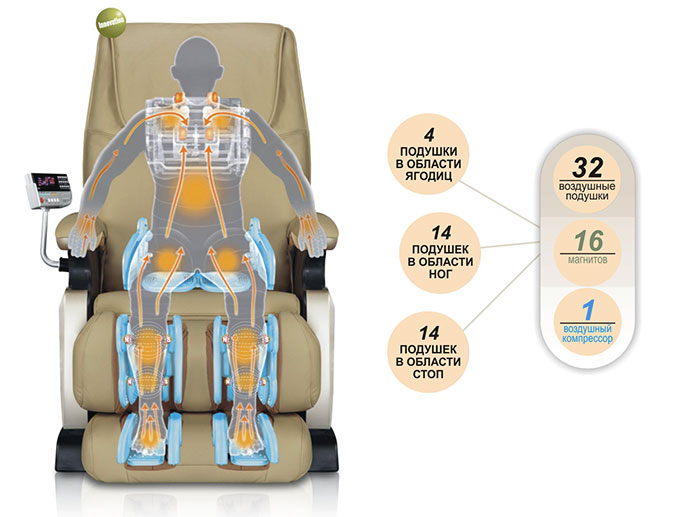 Innovation
4
ПОДУШКИ
В ОБЛАСТИ
ЯГОДИЦ
14
ПОДУШЕК
В ОБЛАСТИ
НОГ
14
ПОДУШЕК
В ОБЛАСТИ
СТОП
32
ВОЗДУШНЫЕ
ПОДУШКИ
16
МАГНИТОВ
1
ВОЗДУШНЫЙ
КОМПРЕССОР